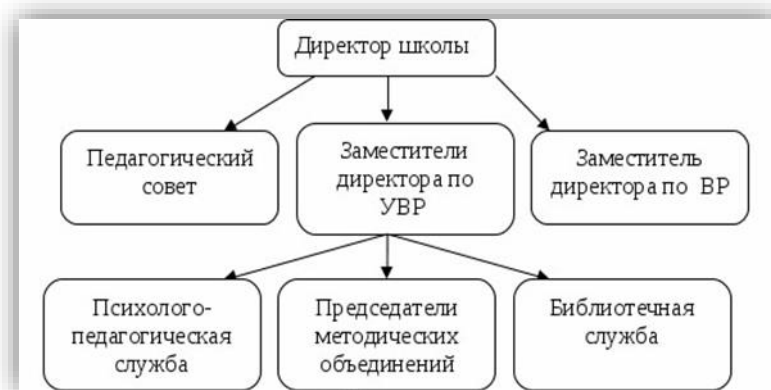 Директор школы
Педагогический
совет
Заместители
директора по
УВР
Заместитель
директора по ВР
Психолого-
педагогическая
служба
Председатели
методических
объединений
Библиотечная
служба